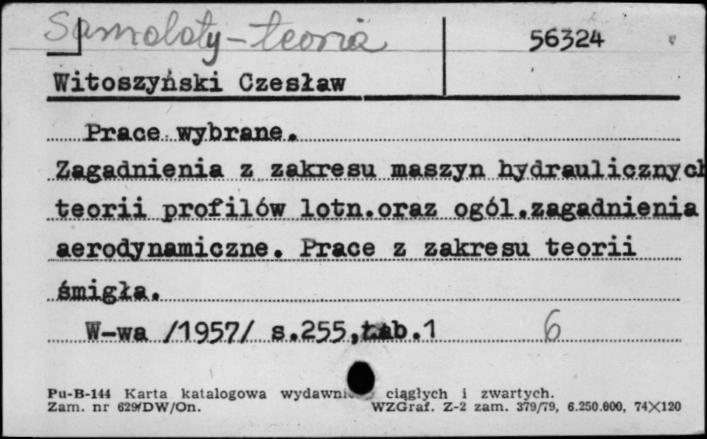 Samoloty-teoria
56324
Witoszyński Czesław
Prace wybrane.
Zagadnienia z zakresu maszyn hydraulicznych
teorii profilów lotn.oraz ogól.zagadnienia
aerodynamiczne. Prace z zakresu teorii
śmigła.
W-wa /1957/ s.255, tab.1 6
Pu-B-144 Karta katalogowa ciągłych i zwartych.
Zam. nr 629/DW/On. WZGraf. Z-2 zam. 379/79, 6.250.000, 74×120